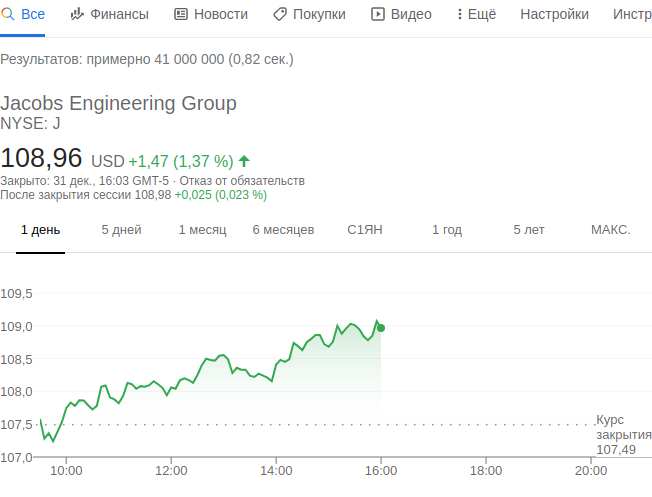 Все Финансы Новости Покупки Видео Ещё Настройки Инстр
Результатов: примерно 41 000 000 (0,82 сек.)
Jacobs Engineering Group
NYSE: J
108,96 USD +1,47 (1,37 %)
Закрыто: 31 дек., 16:03 GMT-5 · Отказ от обязательств
После закрытия сессии 108,98 +0,025 (0,023 %)
1 день 5 дней 1 месяц 6 месяцев С1ЯН 1 год 5 лет МАКС.
109,5
109,0
108,5
108,0
107,5
Курс
закрытия
107,49
107,0
10:00 12:00 14:00 16:00 18:00 20:00